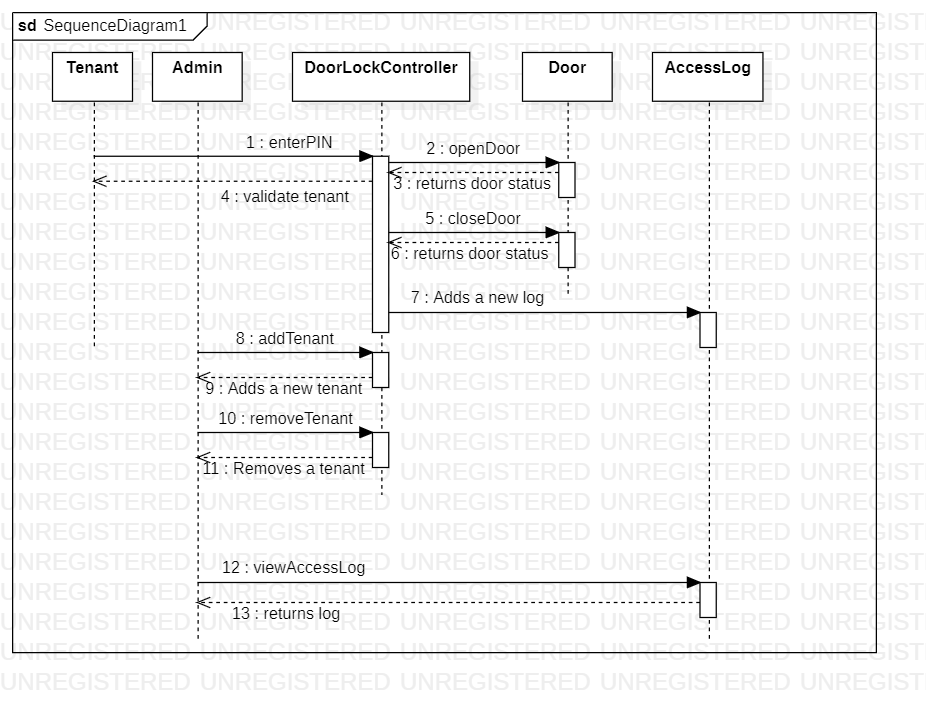 sd SequenceDiagram1
Tenant Admin DoorLockController Door AccessLog
1 : enterPIN
2 : openDoor
3 : returns door status
4 : validate tenant
5 : closeDoor
6 : returns door status
7 : Adds a new log
8 : addTenant
9 : Adds a new tenant
10 : removeTenant
11 : Removes a tenant
12 : viewAccessLog
13 : returns log
UNREGISTERED